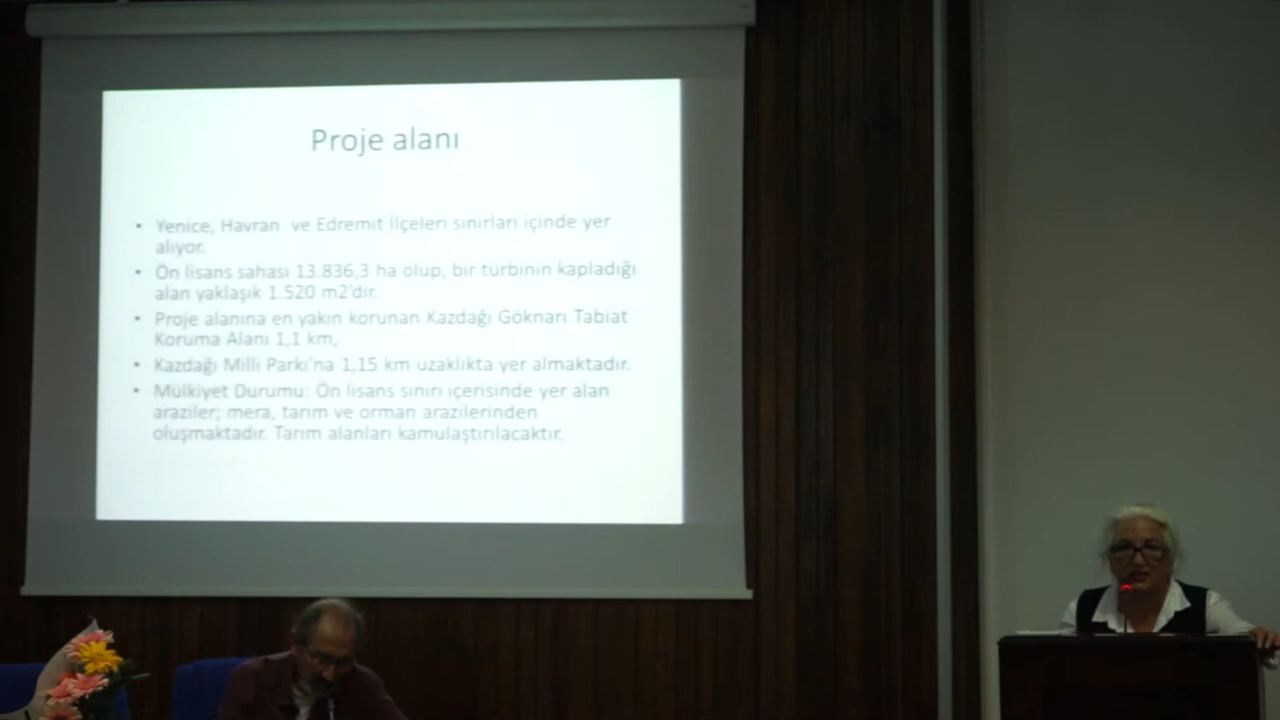 Proje alanı
• Yenice, Havran ve Edremit İlçeleri sınırları içinde yer
alıyor.
• Ön lisans sahası 13.836,3 ha olup, bir türbinin kapladığı
alan yaklaşık 1.520 m2'dir.
• Proje alanına en yakın korunan Kazdağı Göknarı Tabiat
Koruma Alanı 1,1 km,
• Kazdağı Milli Parkı'na 1,15 km uzaklıkta yer almaktadır.
• Mülkiyet Durumu: Ön lisans sınırı içerisinde yer alan
araziler; mera, tarım ve orman arazilerinden
oluşmaktadır. Tarım alanları kamulaştırılacaktır.